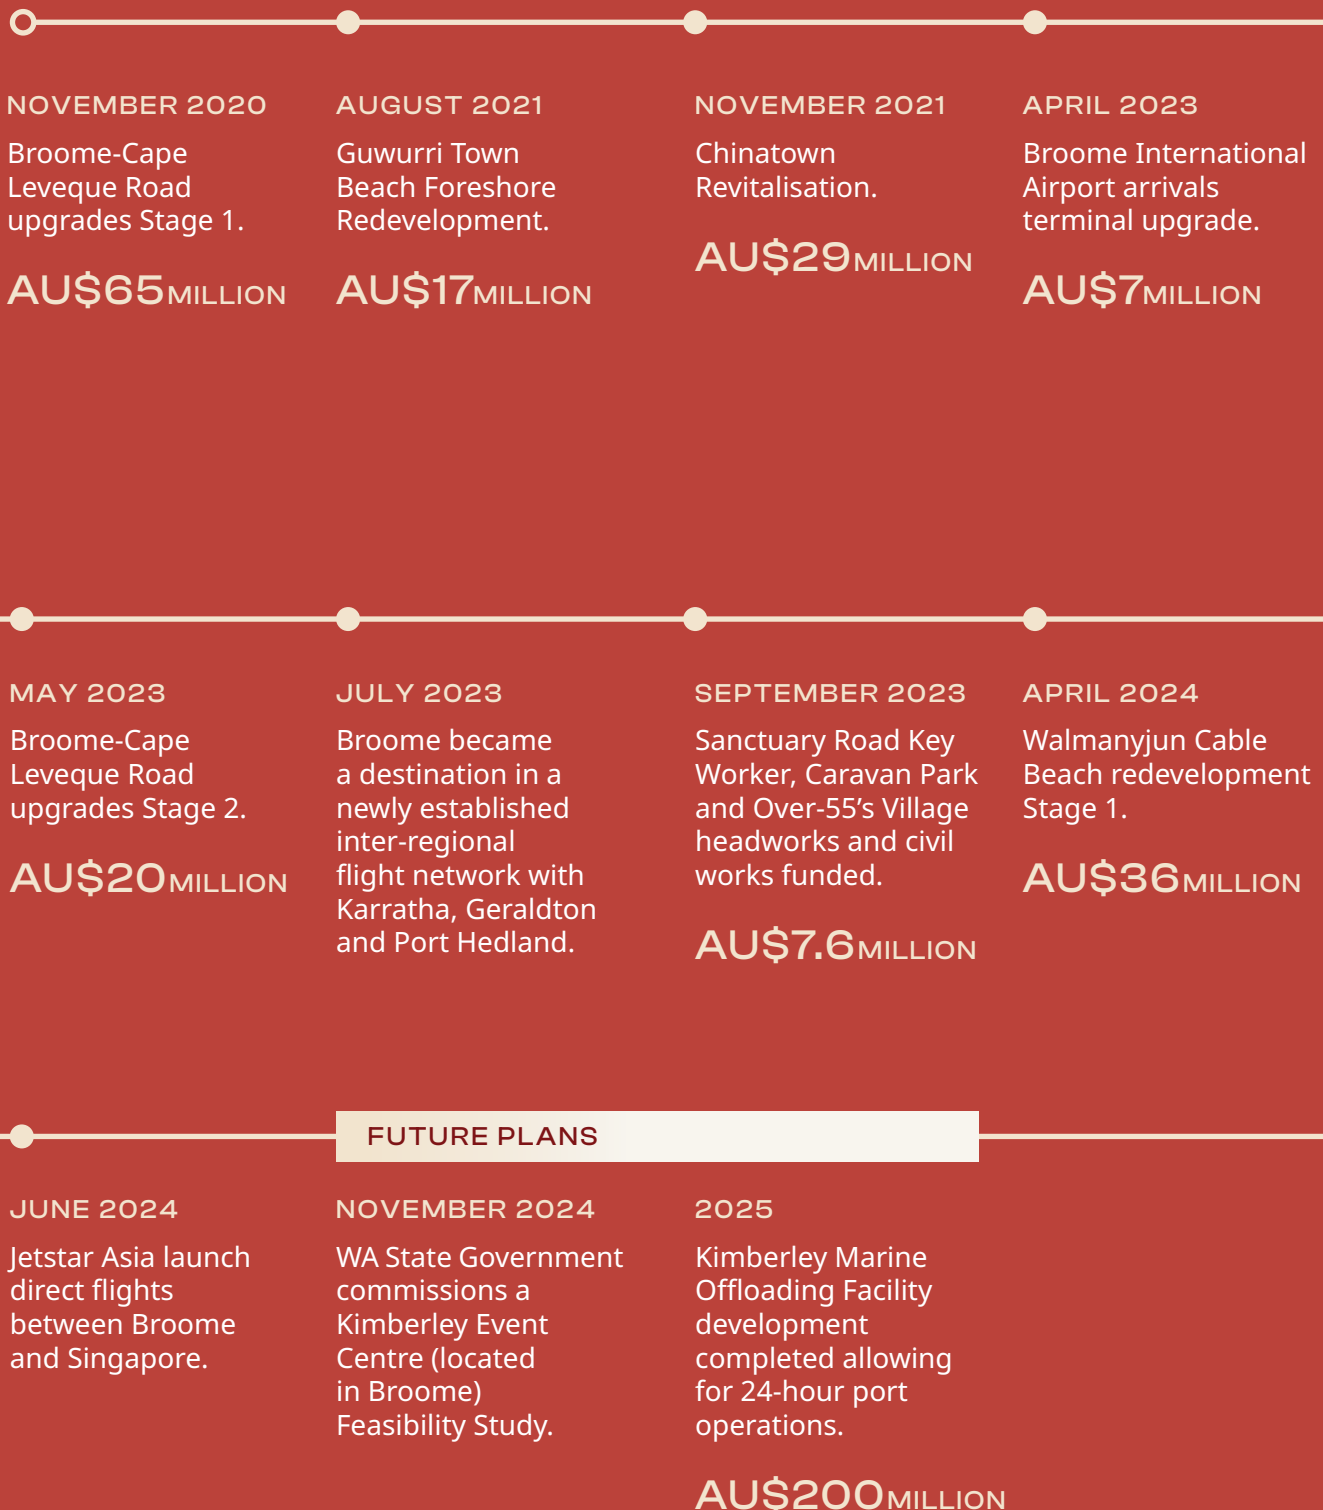 NOVEMBER 2020
Broome-Cape
Leveque Road
upgrades Stage 1.
AU$65MILLION
AUGUST 2021
Guwurri Town
Beach Foreshore
Redevelopment.
AU$17MILLION
NOVEMBER 2021
Chinatown
Revitalisation.
AU$29MILLION
APRIL 2023
Broome International
Airport arrivals
terminal upgrade.
AU$7MILLION
MAY 2023
Broome-Cape
Leveque Road
upgrades Stage 2.
AU$20MILLION
JULY 2023
Broome became
a destination in a
newly established
inter-regional
flight network with
Karratha, Geraldton
and Port Hedland.
SEPTEMBER 2023
Sanctuary Road Key
Worker, Caravan Park
and Over-55’s Village
headworks and civil
works funded.
AU$7.6MILLION
APRIL 2024
Walmanyjun Cable
Beach redevelopment
Stage 1.
AU$36MILLION
JUNE 2024
Jetstar Asia launch
direct flights
between Broome
and Singapore.
FUTURE PLANS
NOVEMBER 2024
WA State Government
commissions a
Kimberley Event
Centre (located
in Broome)
Feasibility Study.
2025
Kimberley Marine
Offloading Facility
development
completed allowing
for 24-hour port
operations.
AU$200MILLION